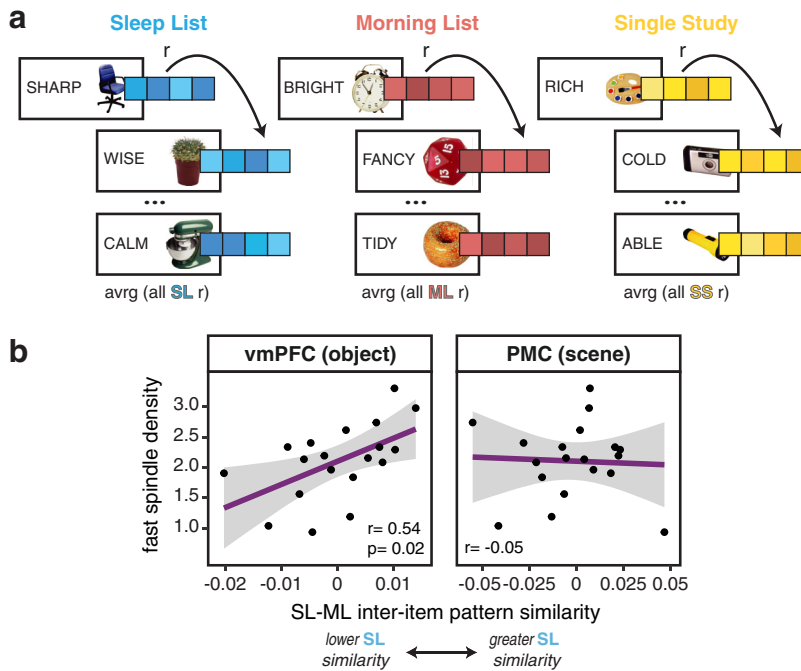 a
Sleep List
Morning List
Single Study
r
r
r
SHARP
BRIGHT
RICH
WISE
FANCY
COLD
...
...
...
CALM
TIDY
ABLE
avrg (all SL r)
avrg (all ML r)
avrg (all SS r)
b
vmPFC (object)
PMC (scene)
fast spindle density
3.0
2.5
2.0
1.5
1.0
r= 0.54
p= 0.02
r= -0.05
-0.02
-0.01
0
0.01
-0.05
-0.025
0
0.025
0.05
SL-ML inter-item pattern similarity
lower SL
similarity
greater SL
similarity